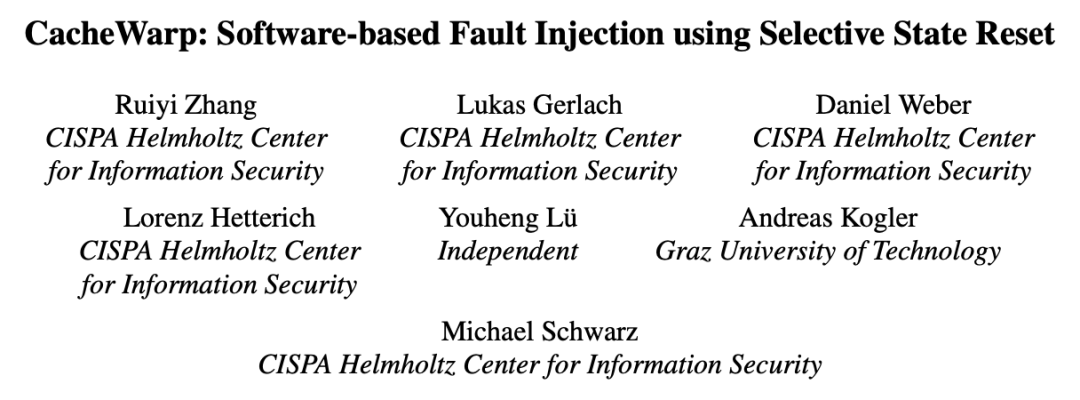 CacheWarp: Software-based Fault Injection using Selective State Reset
Ruiyi Zhang
CISPA Helmholtz Center
for Information Security
Lukas Gerlach
CISPA Helmholtz Center
for Information Security
Daniel Weber
CISPA Helmholtz Center
for Information Security
Lorenz Hetterich
CISPA Helmholtz Center
for Information Security
Youheng Lü
Independent
Andreas Kogler
Graz University of Technology
Michael Schwarz
CISPA Helmholtz Center for Information Security